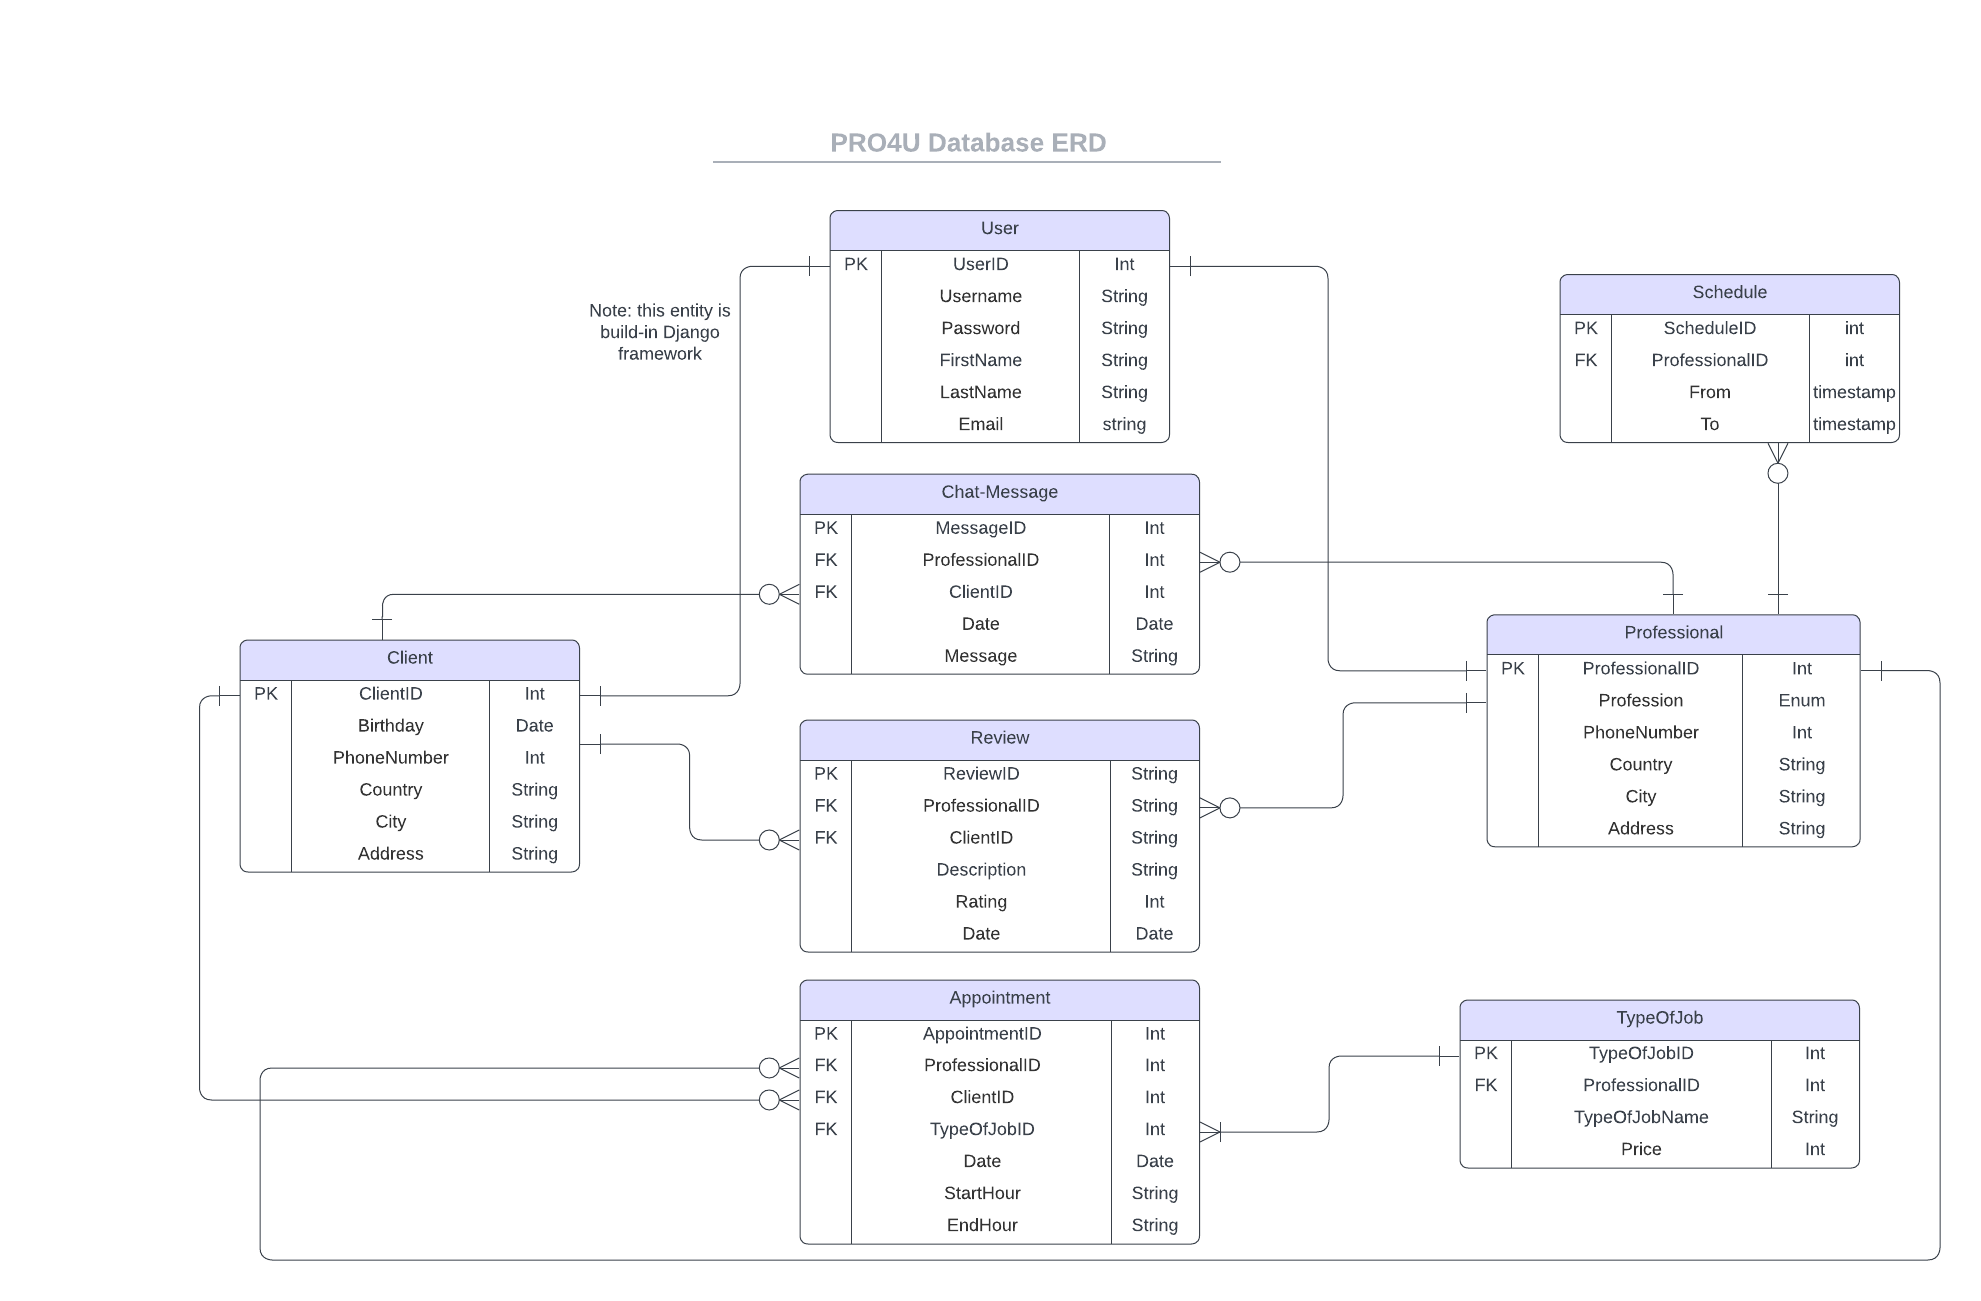 PRO4U Database ERD
User
PK UserID Int
Username String
Password String
FirstName String
LastName String
Email string
Note: this entity is
build-in Django
framework
Schedule
PK ScheduleID int
FK ProfessionalID int
From timestamp
To timestamp
Chat-Message
PK MessageID Int
FK ProfessionalID Int
FK ClientID Int
Date Date
Message String
Client
PK ClientID Int
Birthday Date
PhoneNumber Int
Country String
City String
Address String
Professional
PK ProfessionalID Int
Profession Enum
PhoneNumber Int
Country String
City String
Address String
Review
PK ReviewID String
FK ProfessionalID String
FK ClientID String
Description String
Rating Int
Date Date
Appointment
PK AppointmentID Int
FK ProfessionalID Int
FK ClientID Int
FK TypeOfJobID Int
Date Date
StartHour String
EndHour String
TypeOfJob
PK TypeOfJobID Int
FK ProfessionalID Int
TypeOfJobName String
Price Int